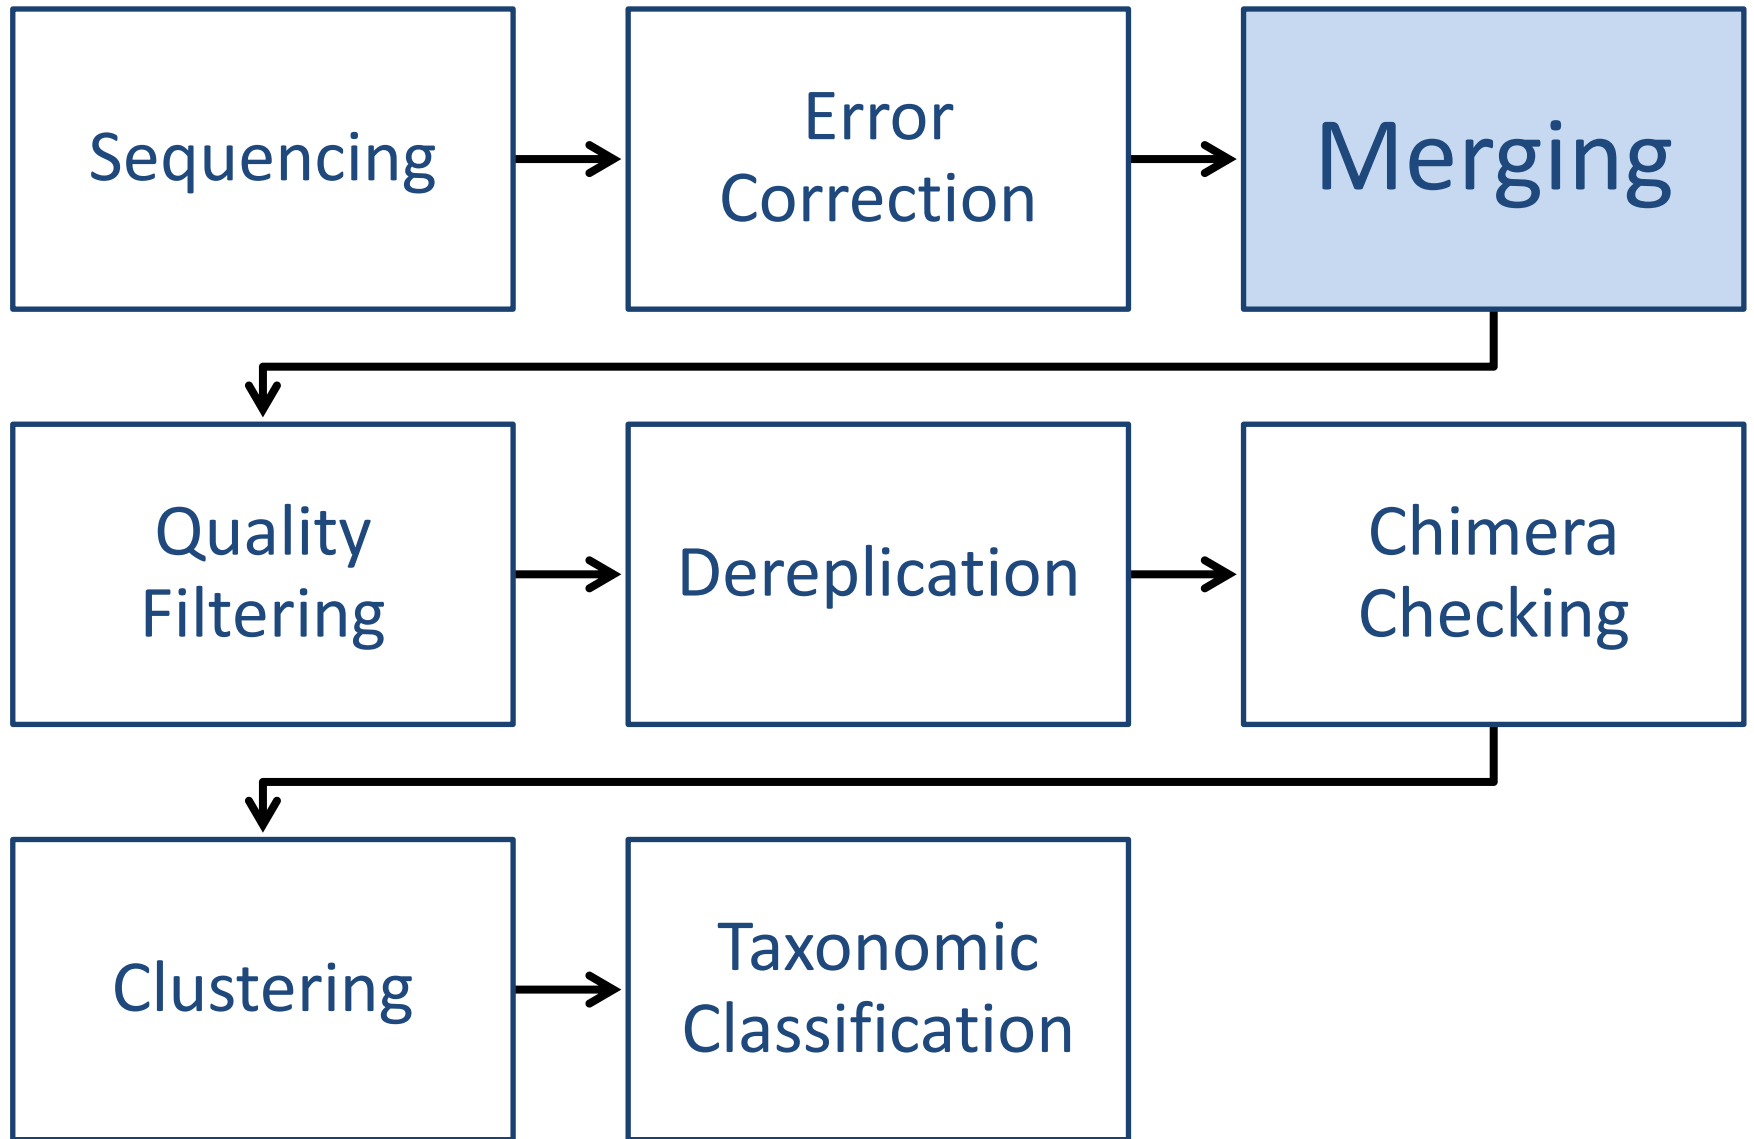 Sequencing
Error
Correction
Merging
Quality
Filtering
Dereplication
Chimera
Checking
Clustering
Taxonomic
Classification